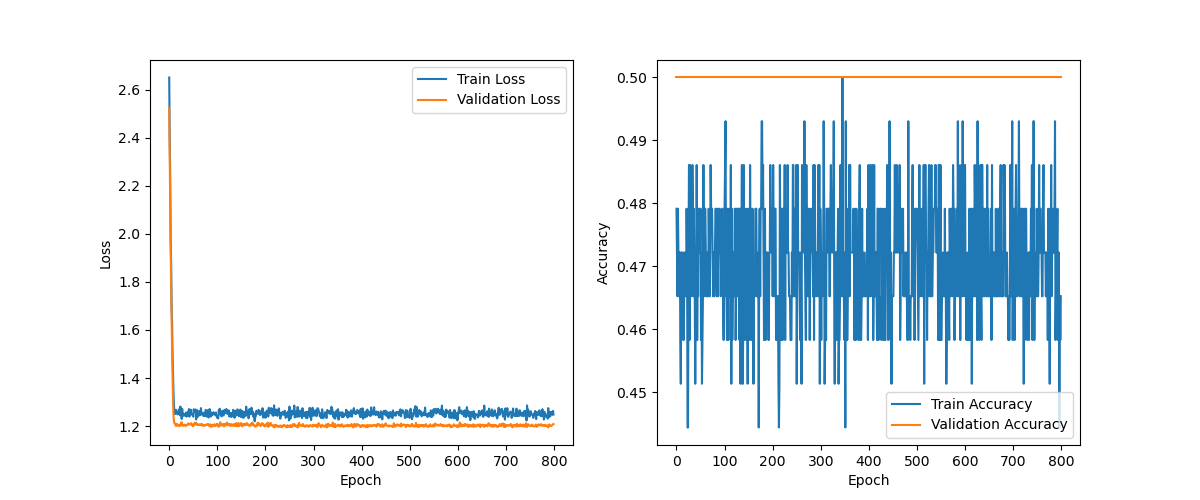 2.6
2.4
2.2
2.0
1.8
1.6
1.4
1.2
Loss
0 100 200 300 400 500 600 700 800
Epoch
Train Loss
Validation Loss
0.50
0.49
0.48
0.47
0.46
0.45
Accuracy
0 100 200 300 400 500 600 700 800
Epoch
Train Accuracy
Validation Accuracy